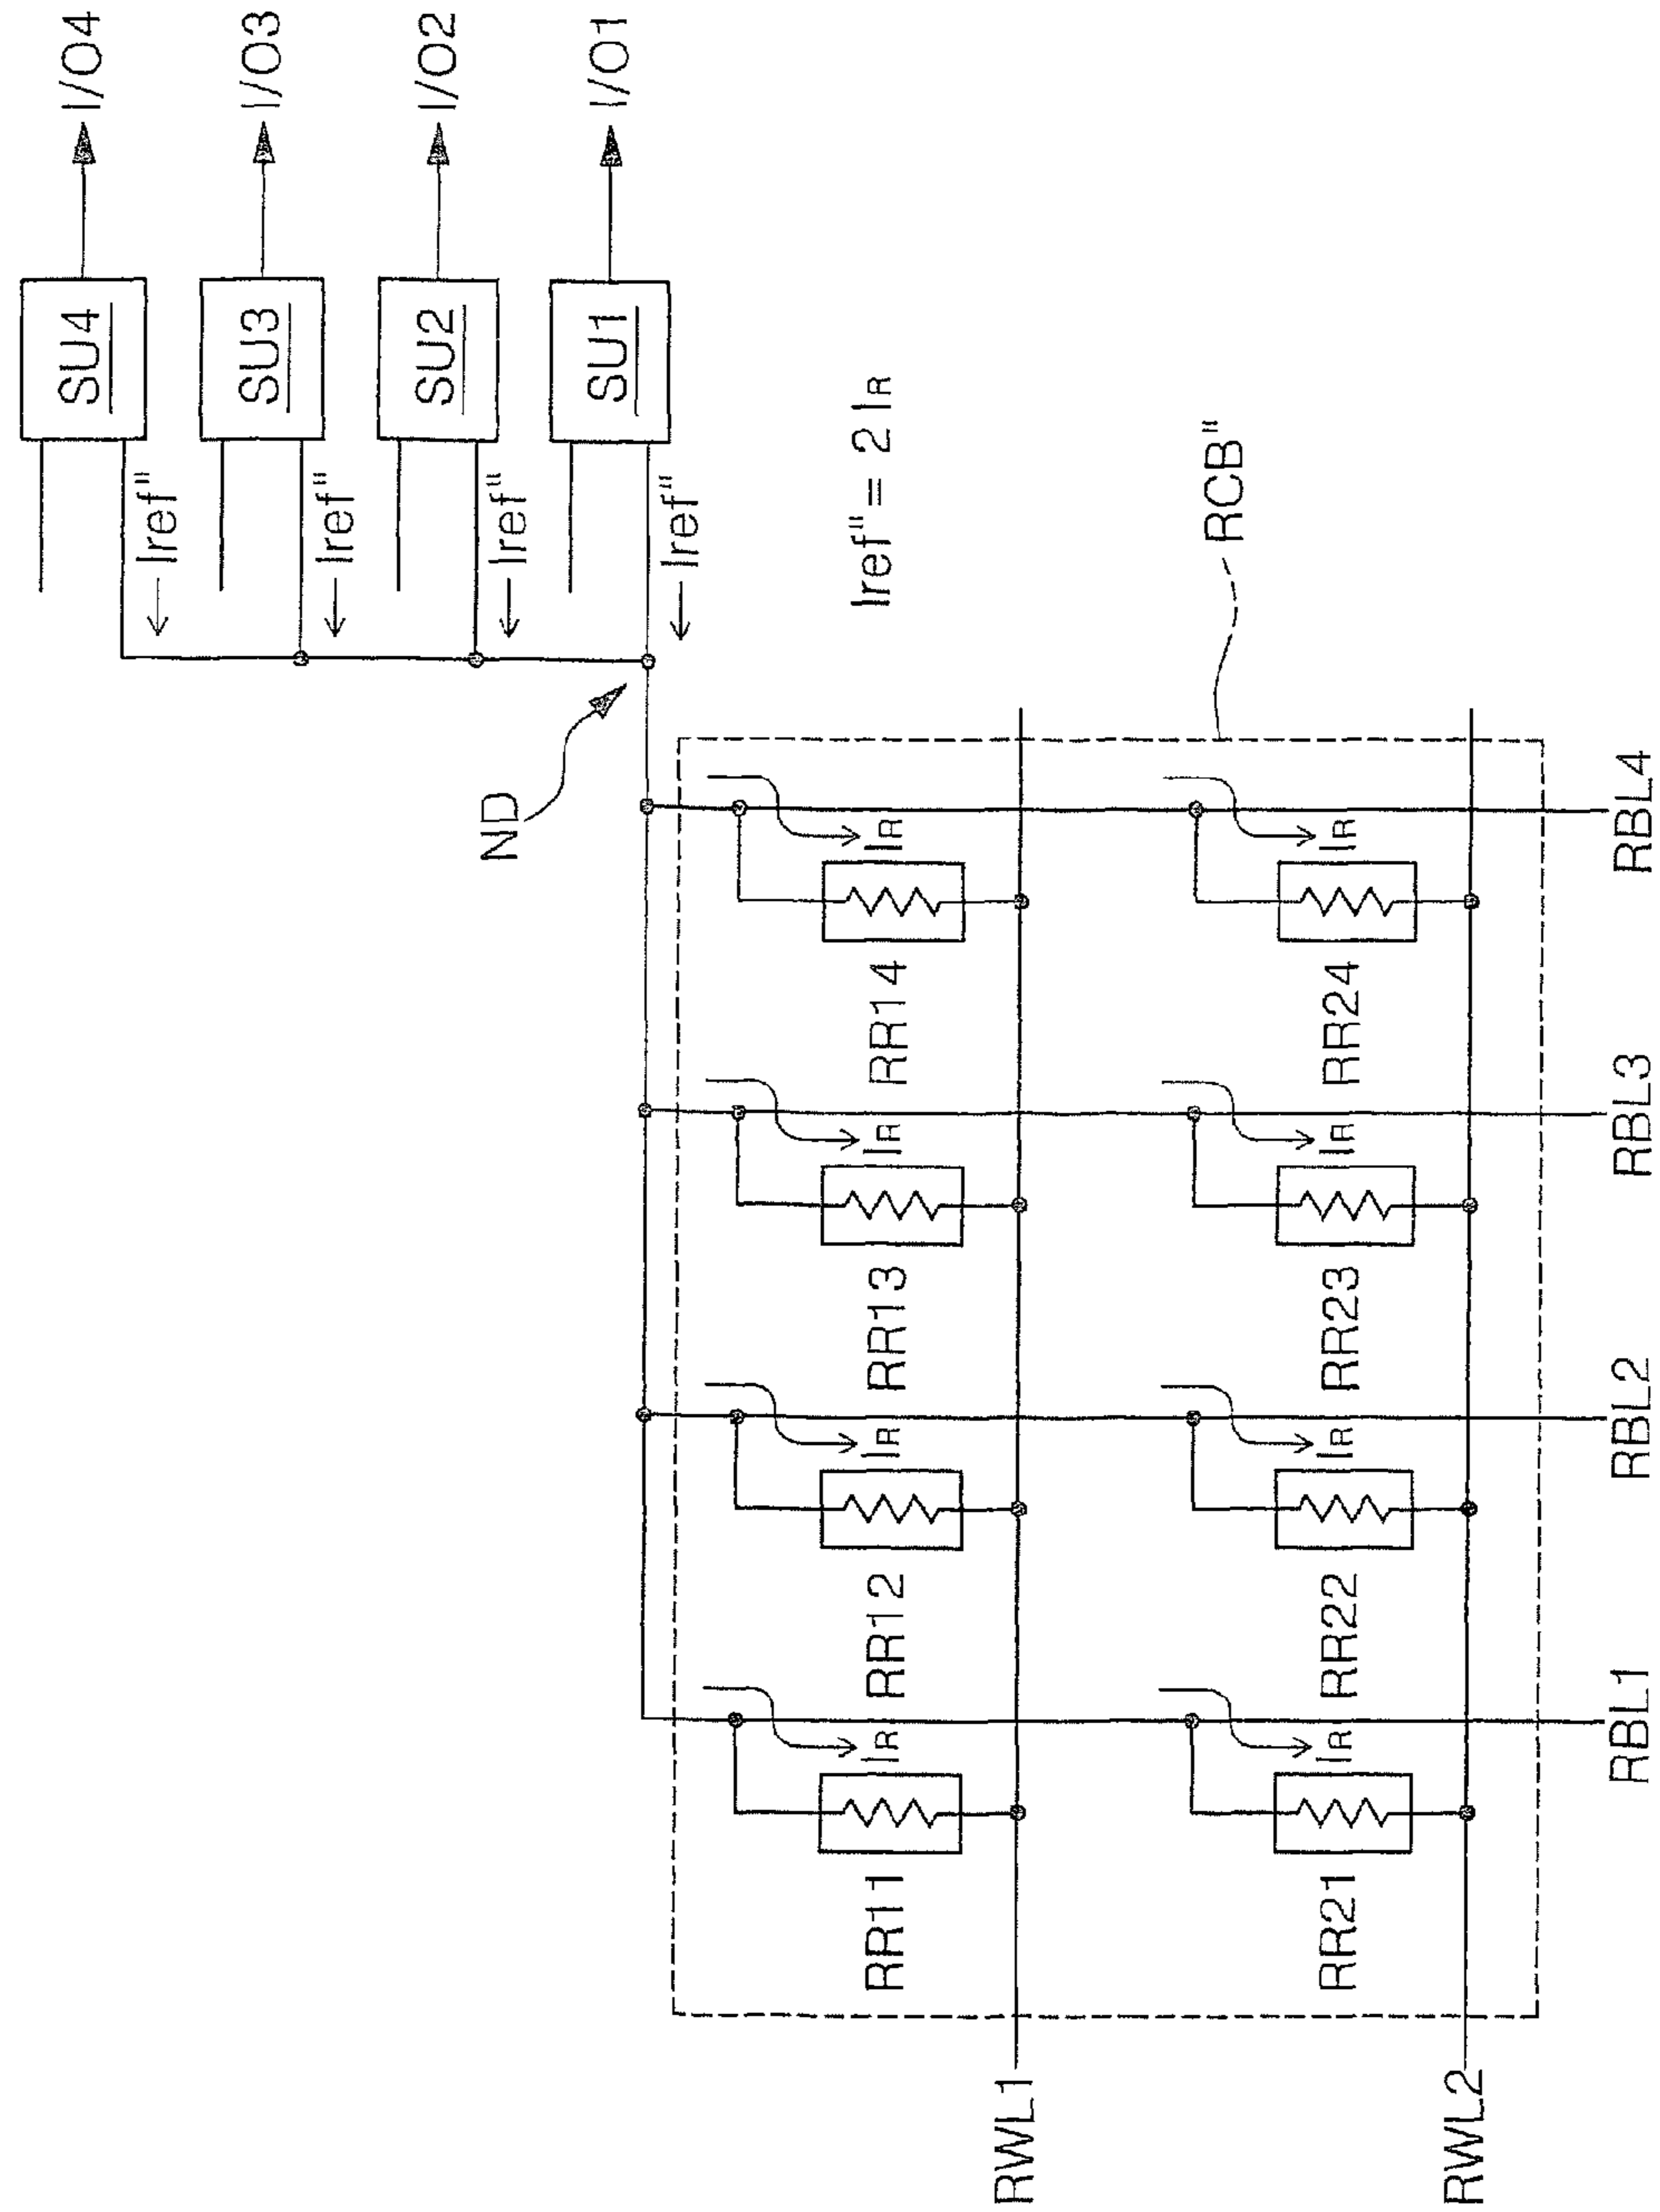 I/O4
I/O3
I/O2
I/O1
SU4
SU3
SU2
SU1
Iref"
Iref"
Iref"
Iref"
Iref" = 2 IR
ND
RCB"
IR
IR
IR
IR
RR11
RR12
RR13
RR14
RWL1
IR
IR
IR
IR
RR21
RR22
RR23
RR24
RWL2
RBL1
RBL2
RBL3
RBL4